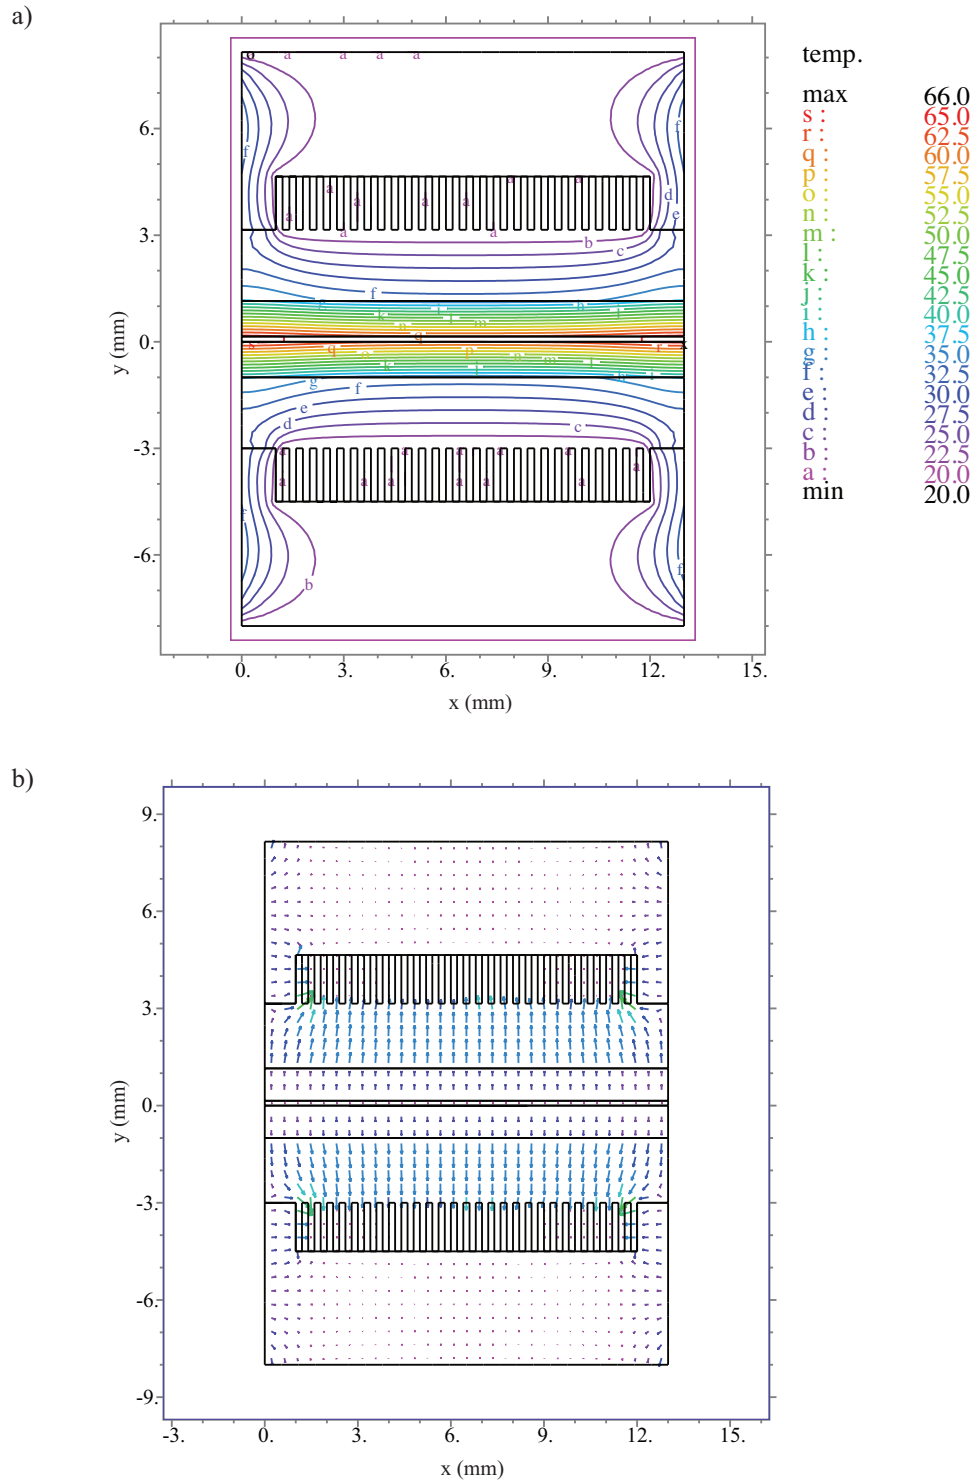 a)
temp.
max 66.0
s : 65.0
r : 62.5
q : 60.0
p : 57.5
o : 55.0
n : 52.5
m : 50.0
l : 47.5
k : 45.0
j : 42.5
i : 40.0
h : 37.5
g : 35.0
f : 32.5
e : 30.0
d : 27.5
c : 25.0
b : 22.5
a : 20.0
min 20.0
o a a a a
f f
a a a
d
a a a a
a e
a a
b
c
f
g i h
k l
n m
q
s q p r
o p n m
k l l
h
g f
e
d c
a a a a a
a
a a a a a a
f
b f
6.
3.
0.
-3.
-6.
y (mm)
0. 3. 6. 9. 12. 15.
x (mm)
b)
9.
6.
3.
0.
-3.
-6.
-9.
y (mm)
-3. 0. 3. 6. 9. 12. 15.
x (mm)